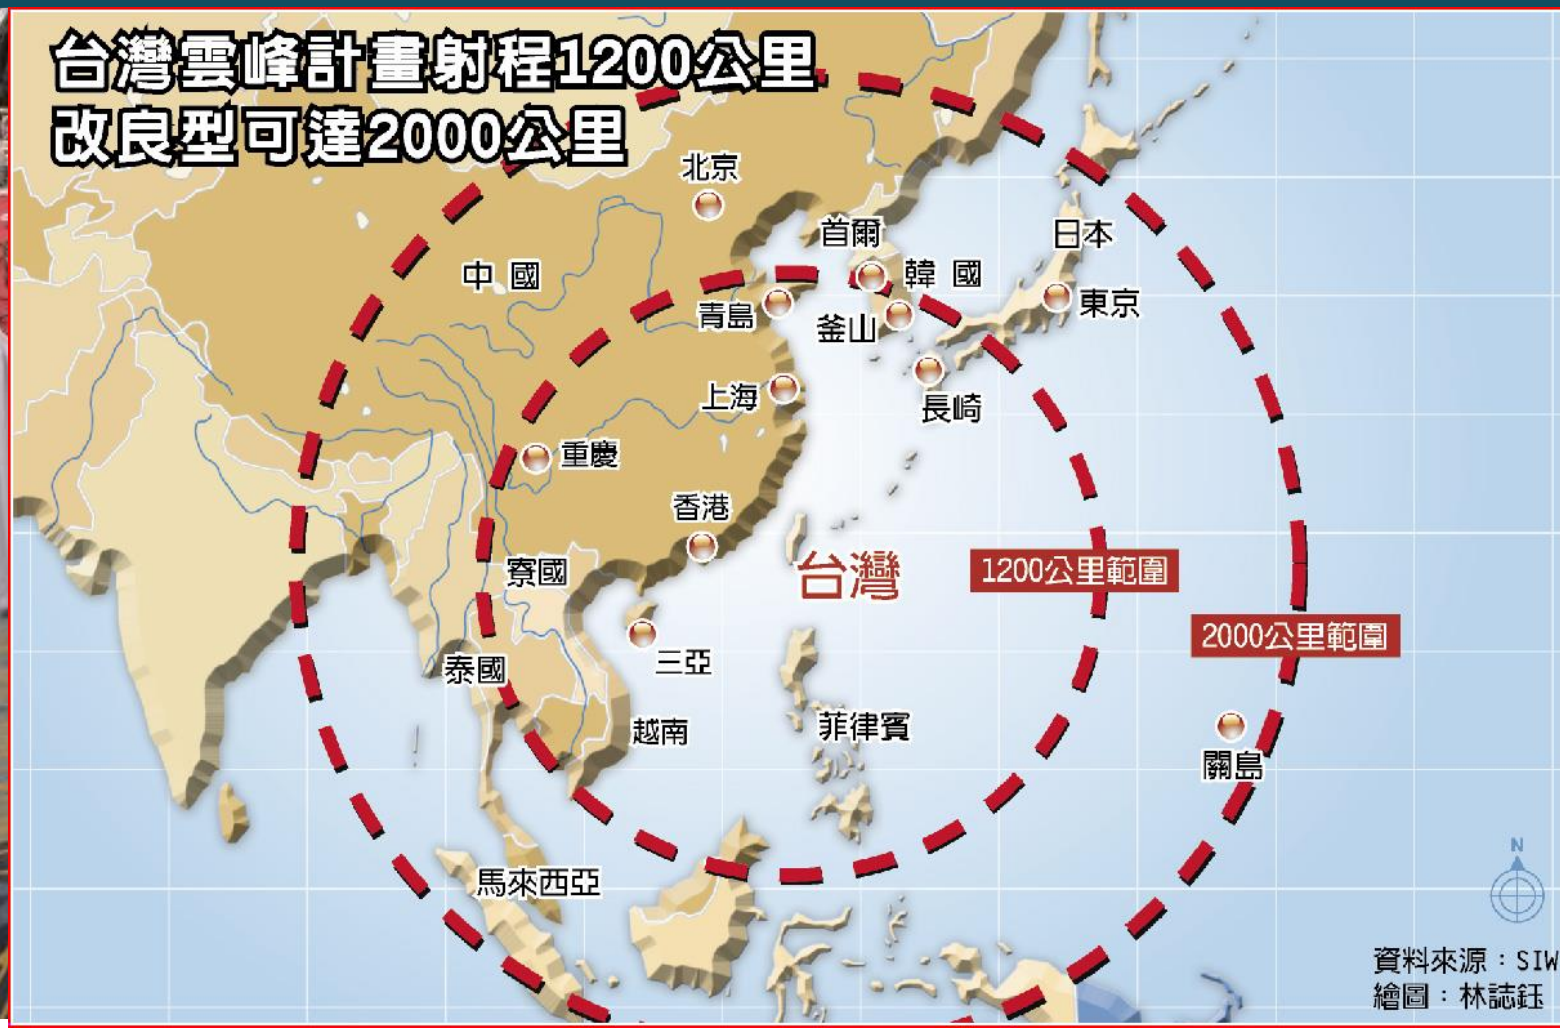 台灣雲峰計畫射程1200公里
改良型可達2000公里
北京
首爾
日本
中國
韓國
青島
釜山
東京
上海
長崎
重慶
香港
寮國
台灣
1200公里範圍
2000公里範圍
泰國
三亞
越南
菲律賓
關島
馬來西亞
N
資料來源：SIW
繪圖：林誌鈺